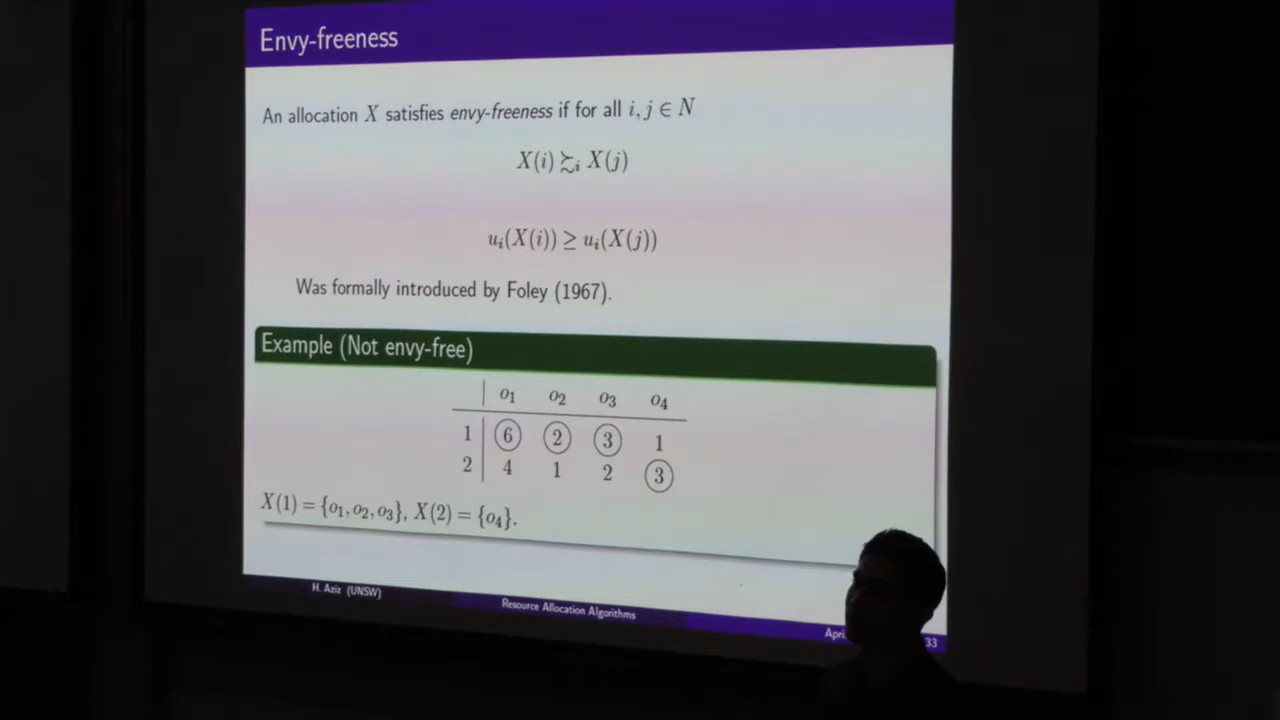 Envy-freeness
An allocation X satisfies envy-freeness if for all i, j ∈ N
X(i) ≿ᵢ X(j)
uᵢ(X(i)) ≥ uᵢ(X(j))
Was formally introduced by Foley (1967).
Example (Not envy-free)
o₁ o₂ o₃ o₄
1 6 2 3 1
2 4 1 2 3
X(1) = {o₁, o₂, o₃}, X(2) = {o₄}.
H. Aziz (UNSW) Resource Allocation Algorithms 33